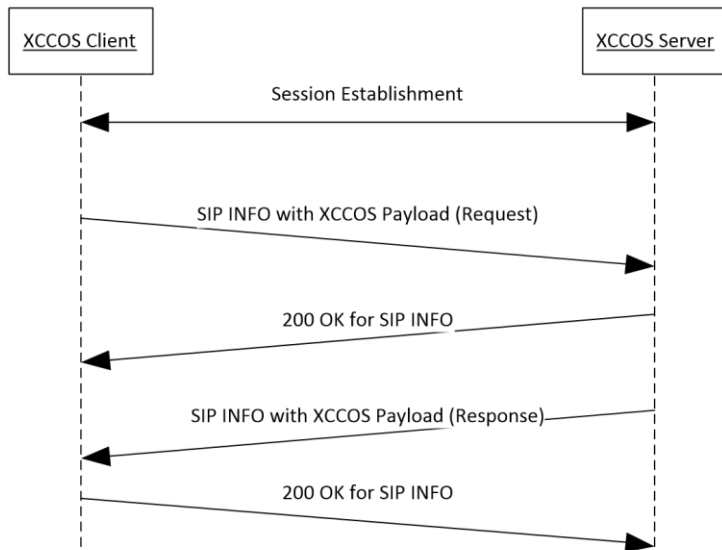 XCCOS Client
XCCOS Server
Session Establishment
SIP INFO with XCCOS Payload (Request)
200 OK for SIP INFO
SIP INFO with XCCOS Payload (Response)
200 OK for SIP INFO